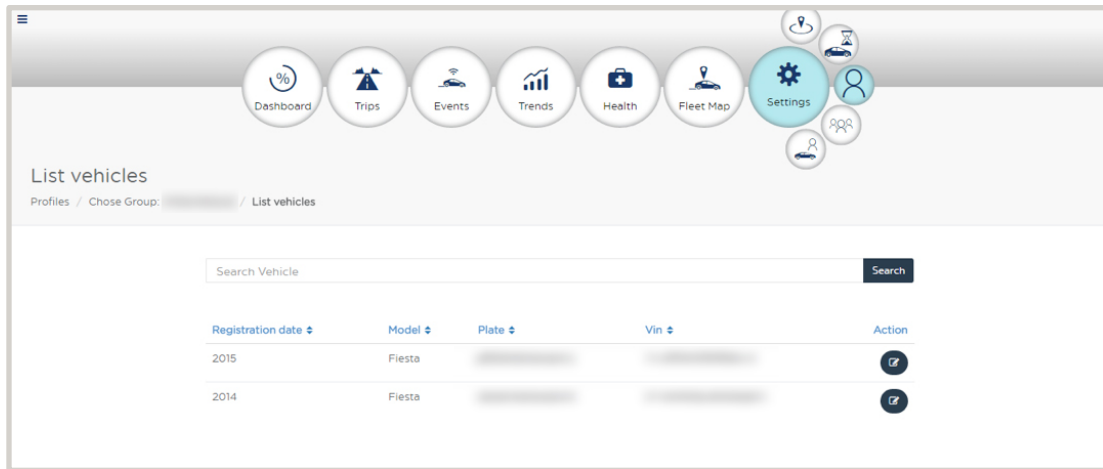 %
Dashboard Trips Events Trends Health Fleet Map Settings
List vehicles
Profiles / Chose Group: / List vehicles
Search Vehicle Search
Registration date Model Plate Vin Action
2015 Fiesta
2014 Fiesta